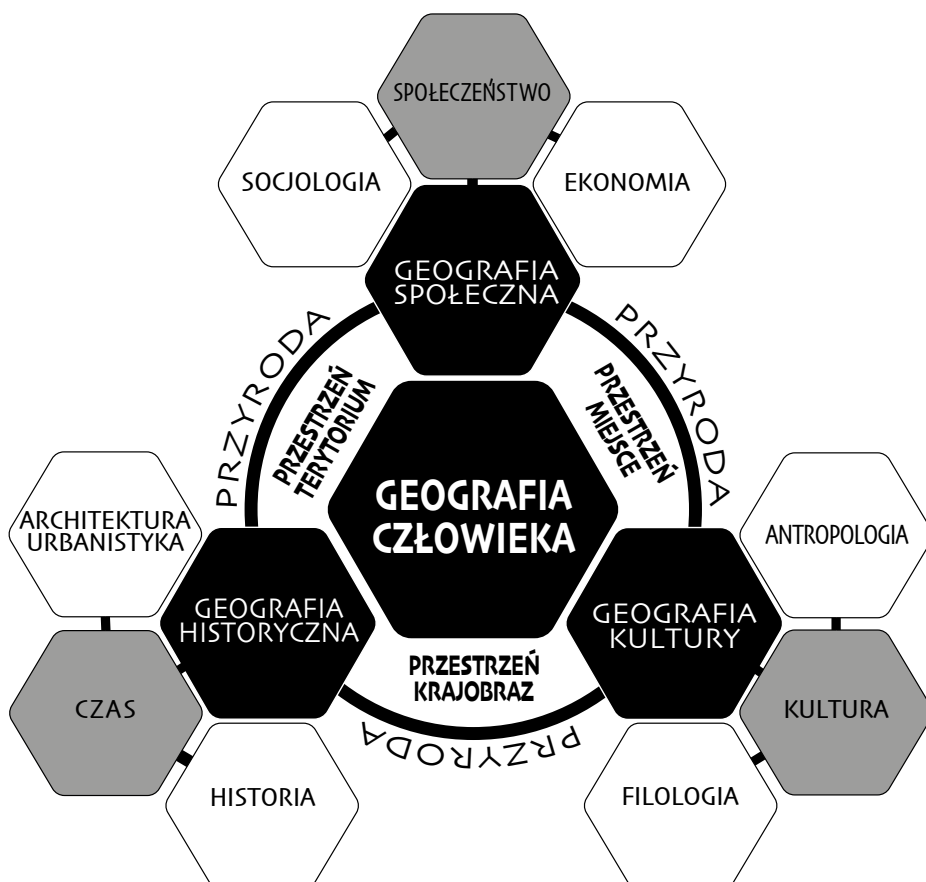 SPOŁECZEŃSTWO
SOCJOLOGIA
EKONOMIA
GEOGRAFIA
SPOŁECZNA
PRZYRODA
PRZYRODA
PRZESTRZEŃ
TERYTORIUM
PRZESTRZEŃ
MIEJSCE
GEOGRAFIA
CZŁOWIEKA
ARCHITEKTURA
URBANISTYKA
ANTROPOLOGIA
GEOGRAFIA
HISTORYCZNA
GEOGRAFIA
KULTURY
PRZESTRZEŃ
KRAJOBRAZ
CZAS
KULTURA
PRZYRODA
HISTORIA
FILOLOGIA